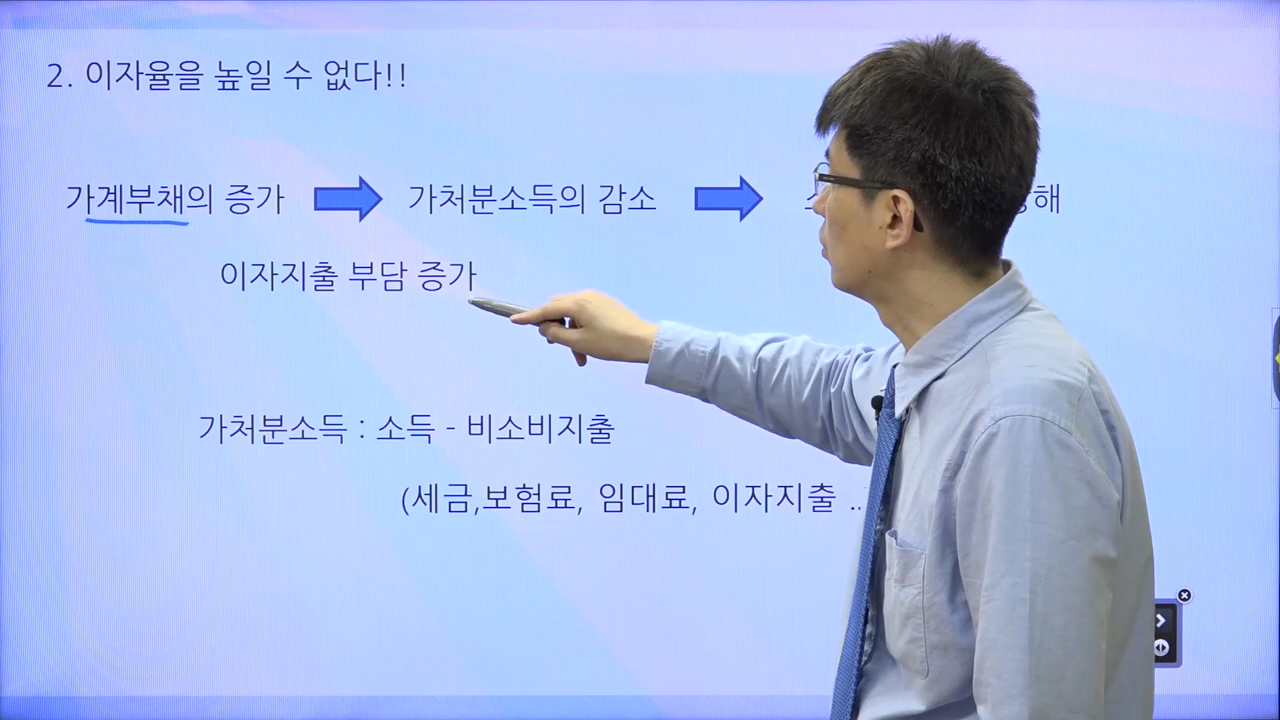 2. 이자율을 높일 수 없다!!
가계부채의 증가 가처분소득의 감소
이자지출 부담 증가
가처분소득 : 소득 - 비소비지출
(세금,보험료, 임대료, 이자지출 ..